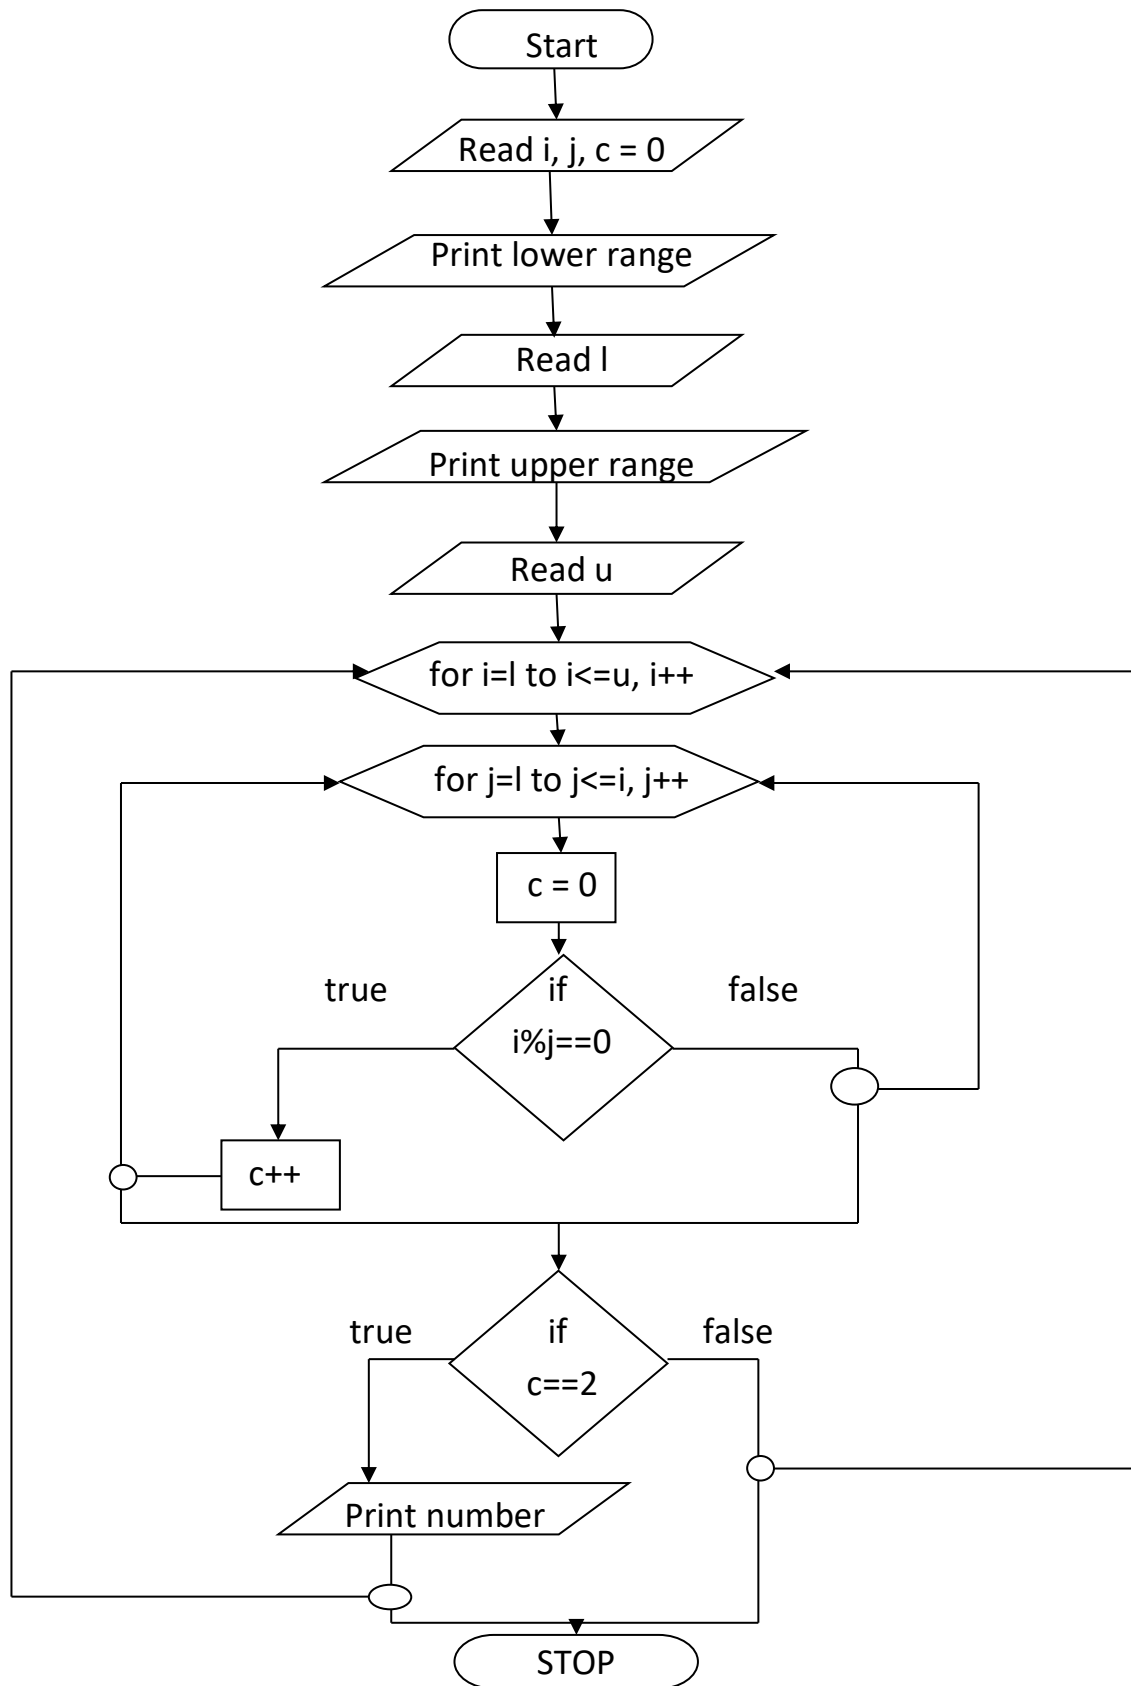 Start
Read i, j, c = 0
Print lower range
Read l
Print upper range
Read u
for i=l to i<=u, i++
for j=l to j<=i, j++
c = 0
true
if
false
i%j==0
c++
true
if
false
c==2
Print number
STOP